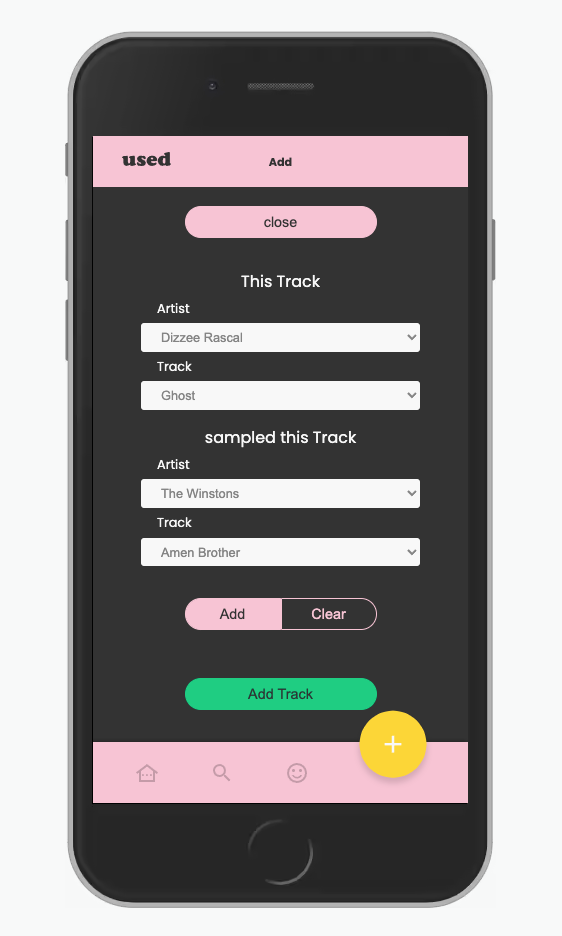 used
Add
close
This Track
Artist
Dizzee Rascal
Track
Ghost
sampled this Track
Artist
The Winstons
Track
Amen Brother
Add Clear
Add Track